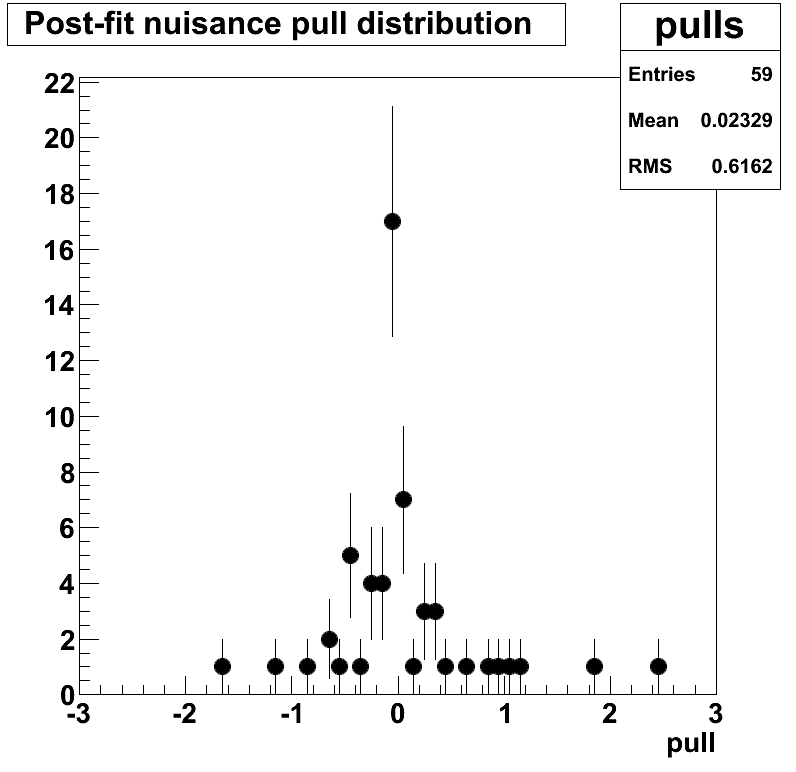 Post-fit nuisance pull distribution
pulls
Entries 59
Mean 0.02329
RMS 0.6162
22
20
18
16
14
12
10
8
6
4
2
0
-3 -2 -1 0 1 2 3
pull